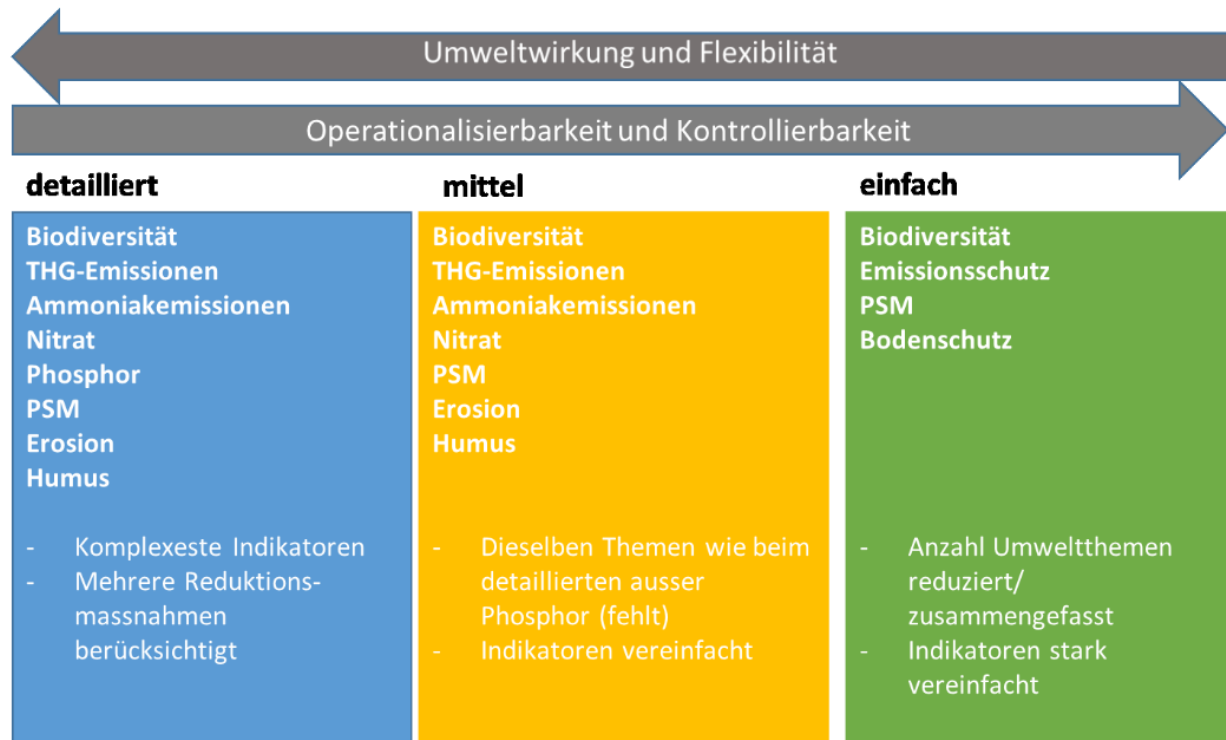 Umweltwirkung und Flexibilität
Operationalisierbarkeit und Kontrollierbarkeit
detailliert
Biodiversität
THG-Emissionen
Ammoniakemissionen
Nitrat
Phosphor
PSM
Erosion
Humus
- Komplexeste Indikatoren
- Mehrere Reduktions-
massnahmen
berücksichtigt
mittel
Biodiversität
THG-Emissionen
Ammoniakemissionen
Nitrat
PSM
Erosion
Humus
- Dieselben Themen wie beim
detaillierten ausser
Phosphor (fehlt)
- Indikatoren vereinfacht
einfach
Biodiversität
Emissionsschutz
PSM
Bodenschutz
- Anzahl Umweltthemen
reduziert/
zusammengefasst
- Indikatoren stark
vereinfacht